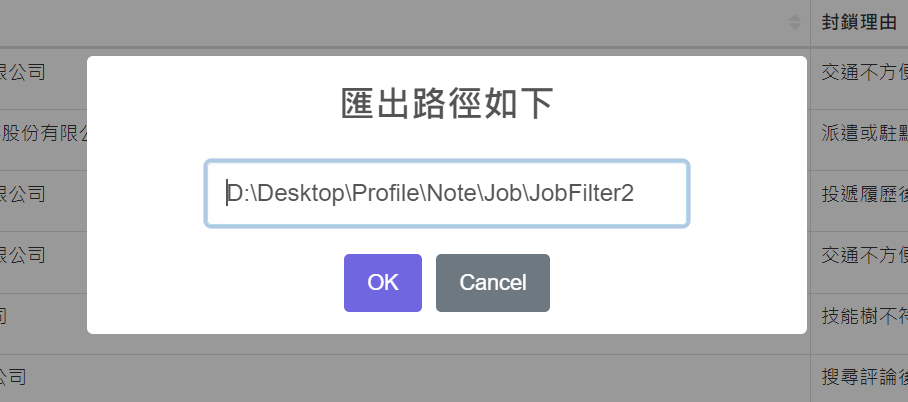 封鎖理由
限公司
交通不方便
匯出路徑如下
股份有限公
派遣或駐點
D:\Desktop\Profile\Note\Job\JobFilter2
限公司
投遞履歷後
限公司
交通不方便
OK
Cancel
司
技能樹不符
公司
搜尋評論後